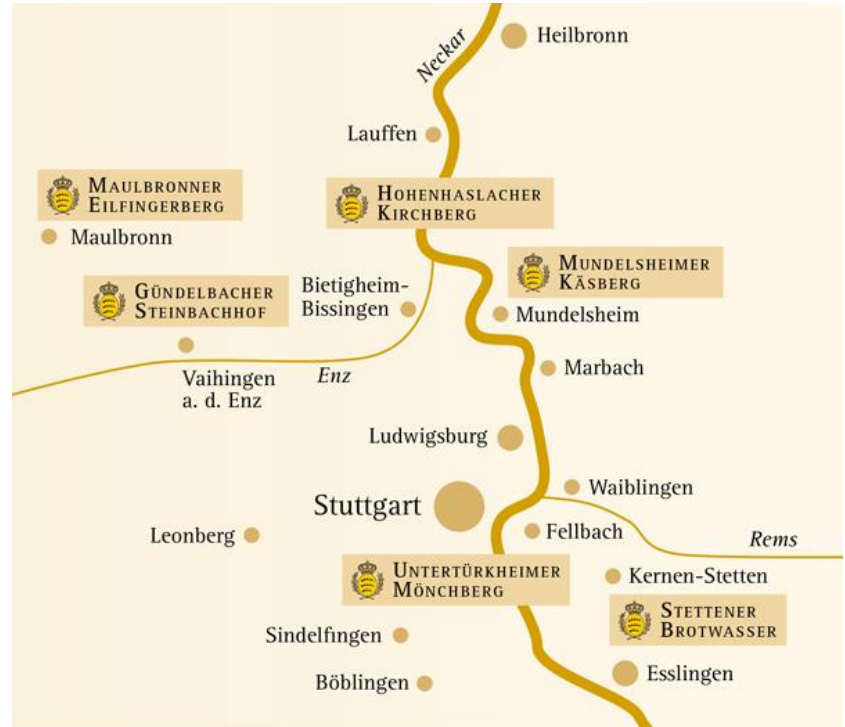 Neckar
Heilbronn
Lauffen
MAULBRONNER
EILFINGERBERG
HOHENHASLACHER
KIRCHBERG
Maulbronn
MUNDELSHEIMER
KÄSBERG
GÜNDELBACHER
STEINBACHHOF
Bietigheim-
Bissingen
Mundelsheim
Vaihingen
a. d. Enz
Enz
Marbach
Ludwigsburg
Waiblingen
Stuttgart
Leonberg
Fellbach
Rems
UNTERTÜRKHEIMER
MÖNCHBERG
Kernen-Stetten
STETTENER
BROTWASSER
Sindelfingen
Böblingen
Esslingen